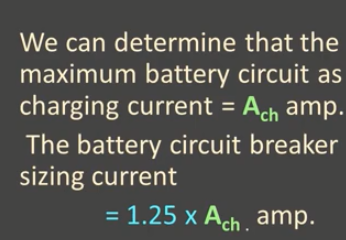 We can determine that the
maximum battery circuit as
charging current = Ach amp.
The battery circuit breaker
sizing current
= 1.25 x Ach . amp.